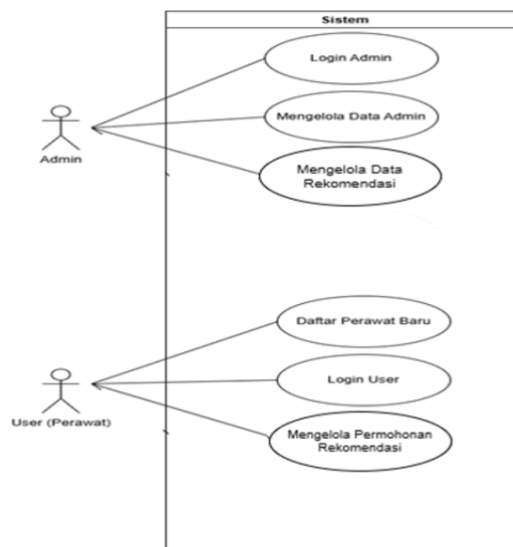 Sistem
Login Admin
Mengelola Data Admin
Admin
Mengelola Data
Rekomendasi
Daftar Perawat Baru
Login User
User (Perawat)
Mengelola Permohonan
Rekomendasi